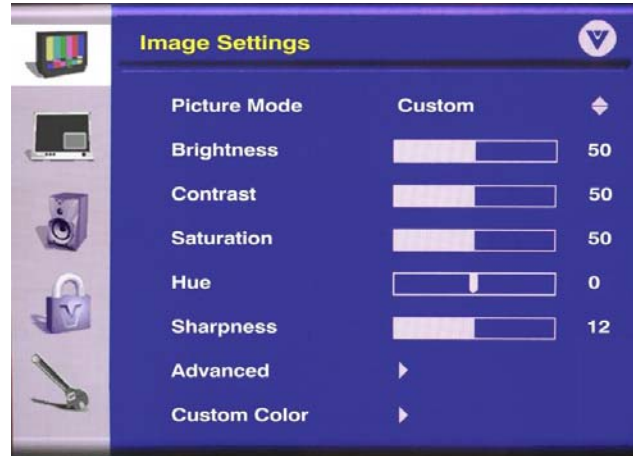 Image Settings
Picture Mode Custom
Brightness 50
Contrast 50
Saturation 50
Hue 0
Sharpness 12
Advanced
Custom Color